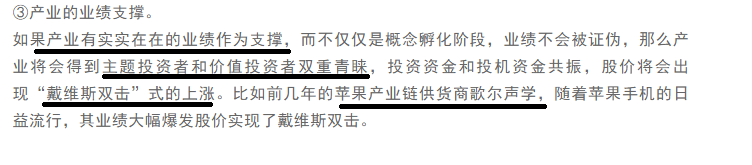 ③产业的业绩支撑。
如果产业有实实在在的业绩作为支撑，而不仅仅是概念孵化阶段，业绩不会被证伪，那么产
业将会得到主题投资者和价值投资者双重青睐，投资资金和投机资金共振，股价将会出
现“戴维斯双击”式的上涨。比如前几年的苹果产业链供货商歌尔声学，随着苹果手机的日
益流行，其业绩大幅爆发股价实现了戴维斯双击。